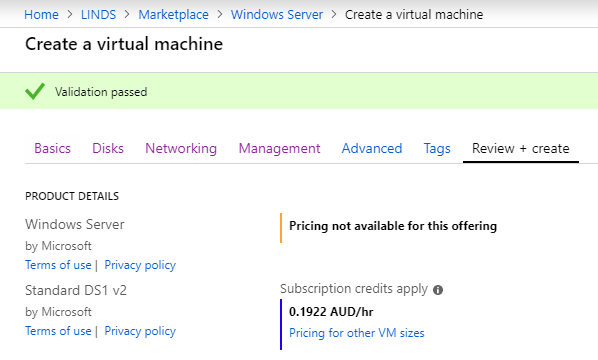 Home > LINDS > Marketplace > Windows Server > Create a virtual machine
Create a virtual machine
Validation passed
Basics Disks Networking Management Advanced Tags Review + create
PRODUCT DETAILS
Windows Server
by Microsoft
Terms of use | Privacy policy
Pricing not available for this offering
Standard DS1 v2
by Microsoft
Terms of use | Privacy policy
Subscription credits apply
0.1922 AUD/hr
Pricing for other VM sizes